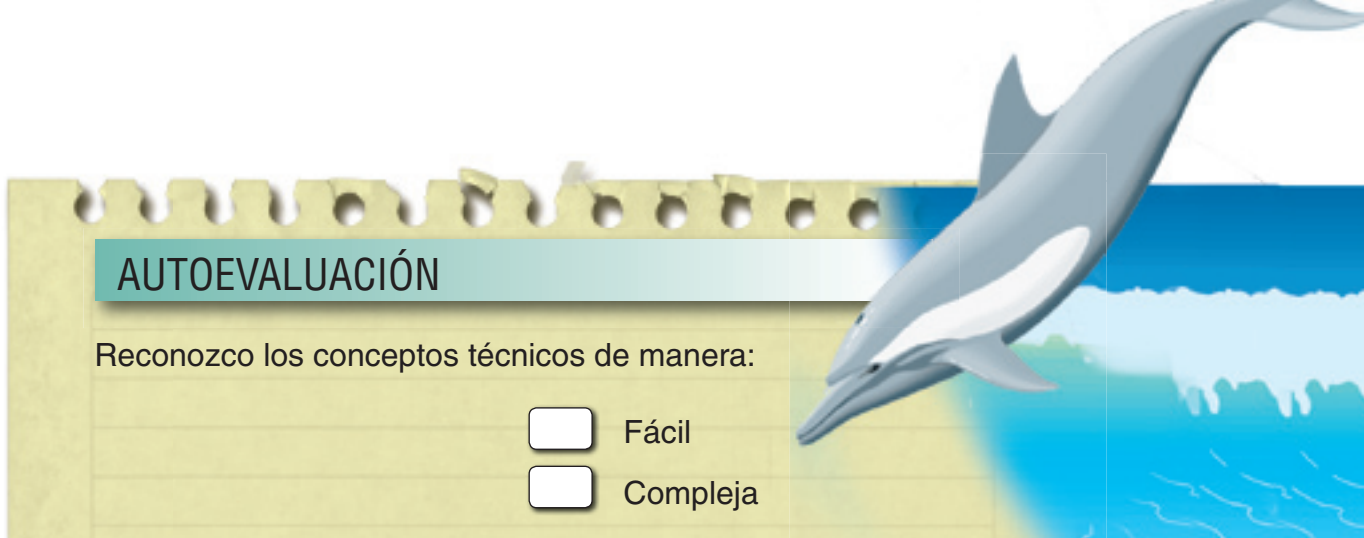 AUTOEVALUACIÓN
Reconozco los conceptos técnicos de manera:
Fácil
Compleja